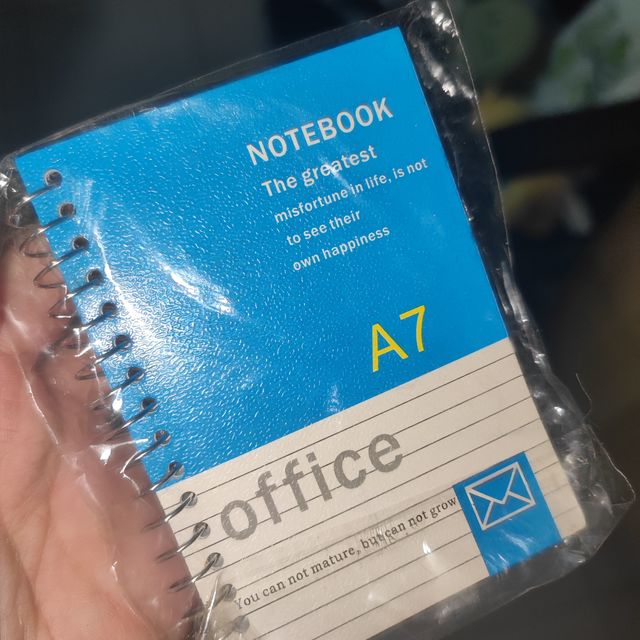 NOTEBOOK
The greatest
misfortune in life, is not
to see their
own happiness
A7
office
You can not mature, but can not grow